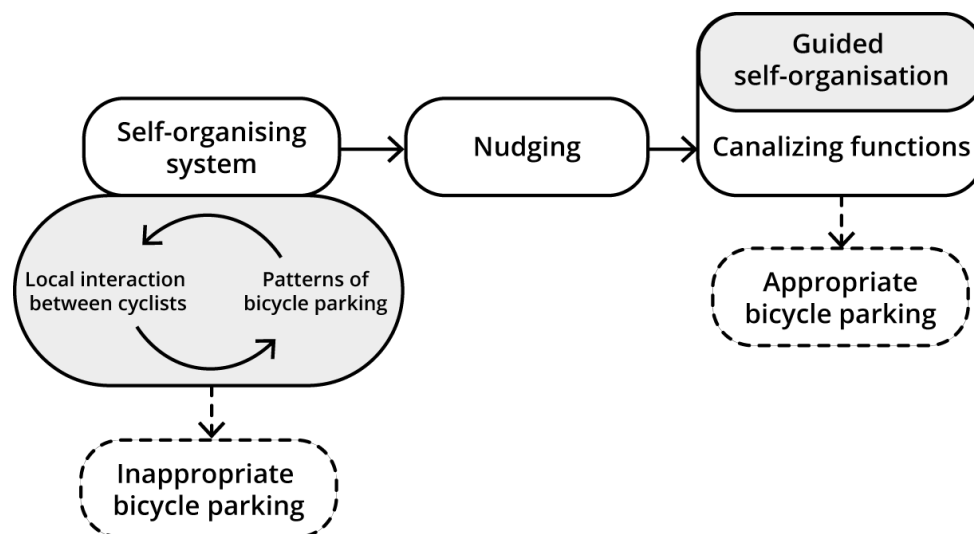 Guided
self-organisation
Self-organising
system
Nudging
Canalizing functions
Local interaction
between cyclists
Patterns of
bicycle parking
Appropriate
bicycle parking
Inappropriate
bicycle parking